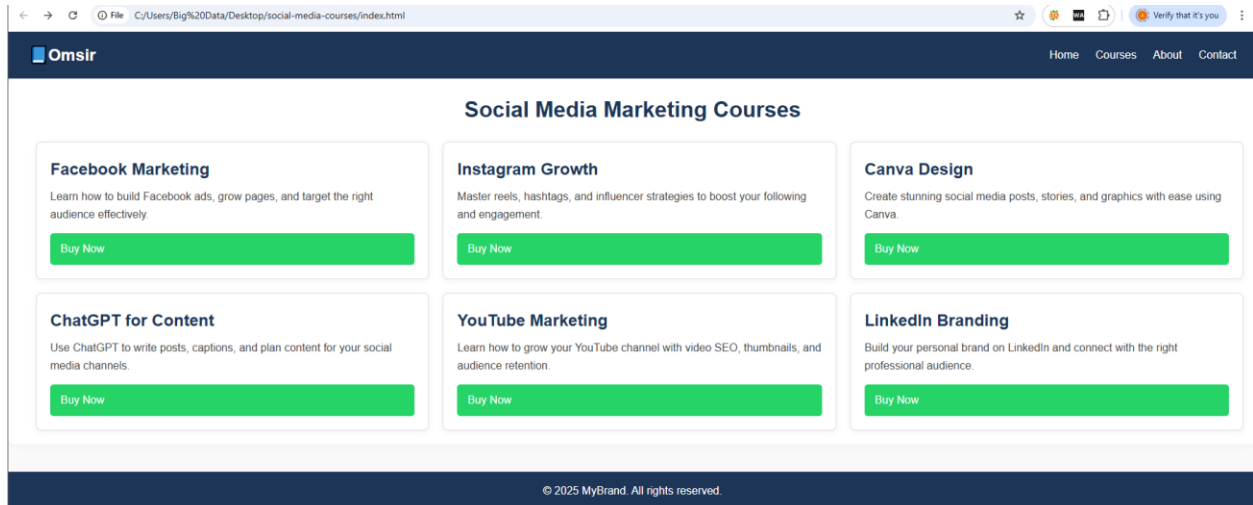 File C:/Users/Big%20Data/Desktop/social-media-courses/index.html
WA
Verify that it's you
Omsir
Home Courses About Contact
Social Media Marketing Courses
Facebook Marketing
Learn how to build Facebook ads, grow pages, and target the right
audience effectively.
Buy Now
Instagram Growth
Master reels, hashtags, and influencer strategies to boost your following
and engagement.
Buy Now
Canva Design
Create stunning social media posts, stories, and graphics with ease using
Canva.
Buy Now
ChatGPT for Content
Use ChatGPT to write posts, captions, and plan content for your social
media channels.
Buy Now
YouTube Marketing
Learn how to grow your YouTube channel with video SEO, thumbnails, and
audience retention.
Buy Now
LinkedIn Branding
Build your personal brand on LinkedIn and connect with the right
professional audience.
Buy Now
© 2025 MyBrand. All rights reserved.